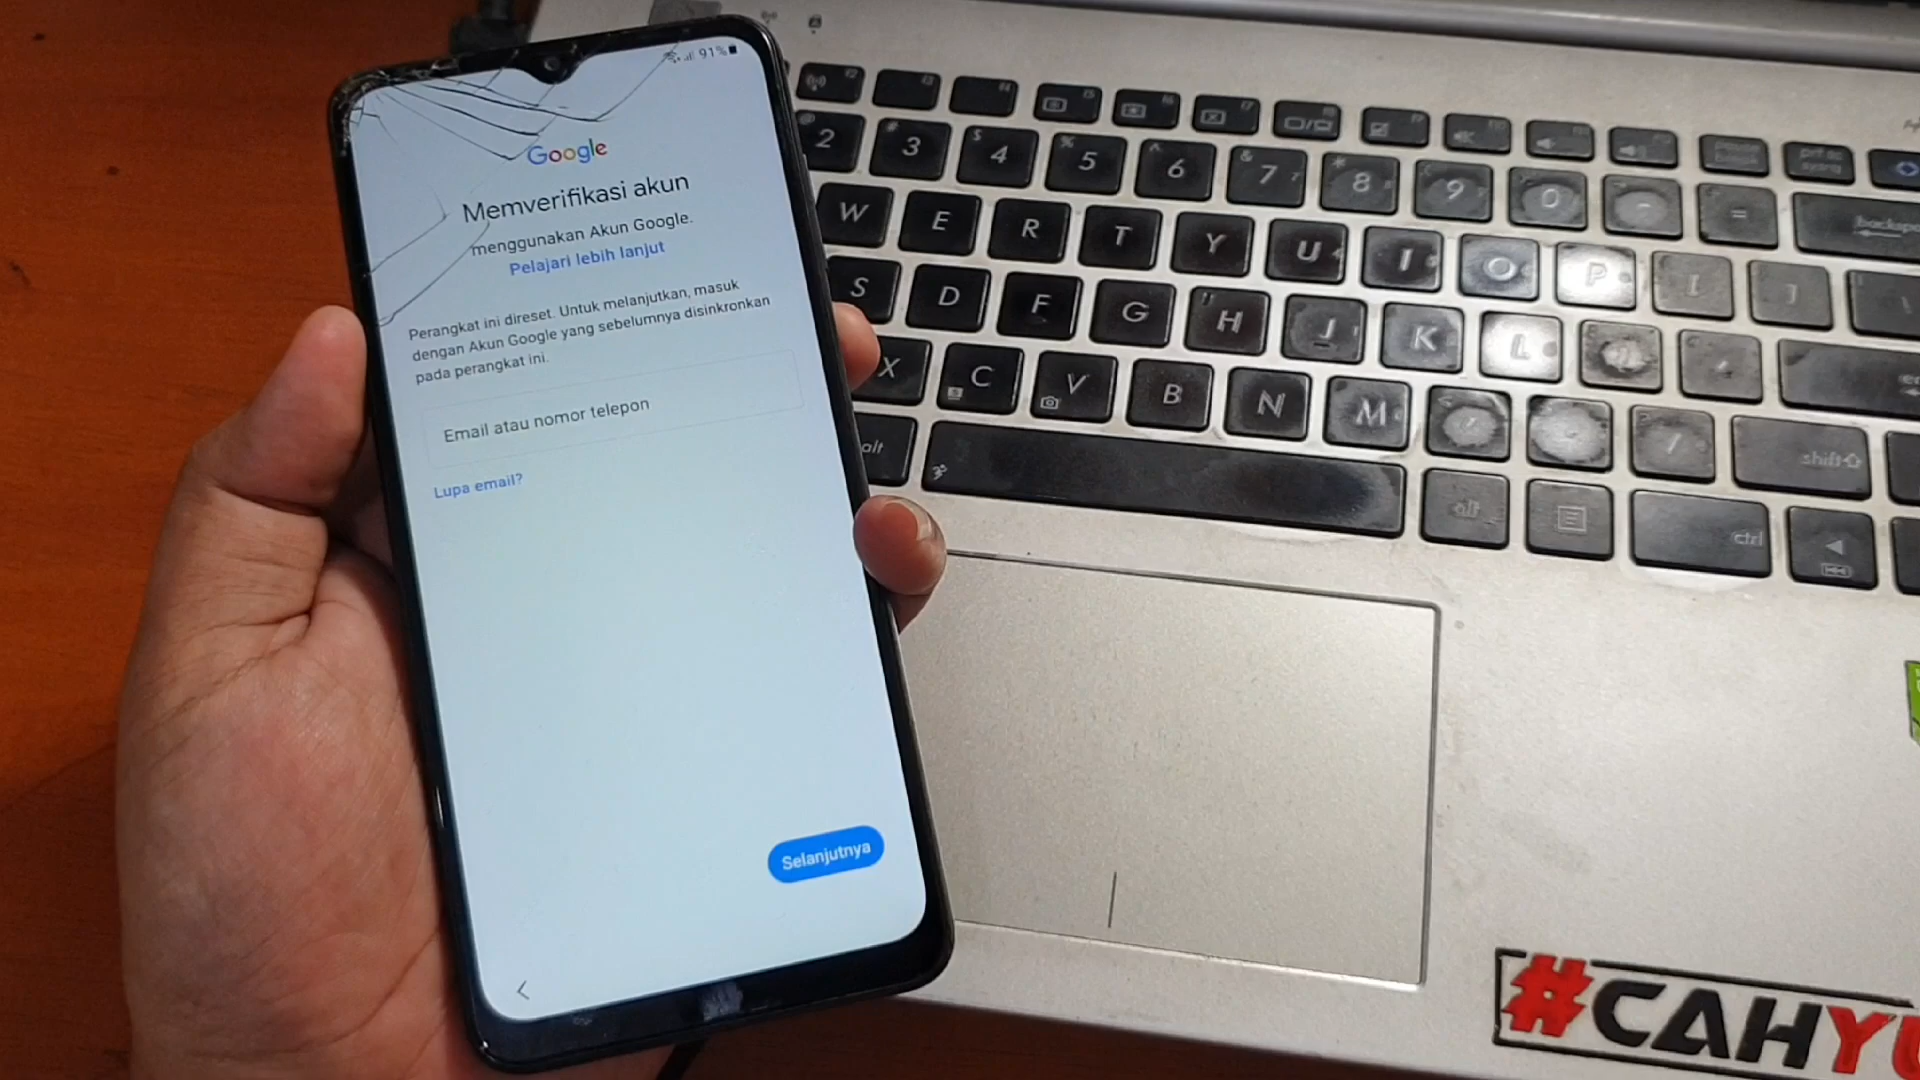 91%
Google
Memverifikasi akun
menggunakan Akun Google.
Pelajari lebih lanjut
Perangkat ini direset. Untuk melanjutkan, masuk
dengan Akun Google yang sebelumnya disinkronkan
pada perangkat ini.
Email atau nomor telepon
Lupa email?
Selanjutnya
@ # $ % ^ & *
2 3 4 5 6 7 8 9 0 - =
backspace
W E R T Y U I O P [ ] \
S D F G H J K L
X C V B N M < > /
shift
alt alt ctrl
#CAHYU